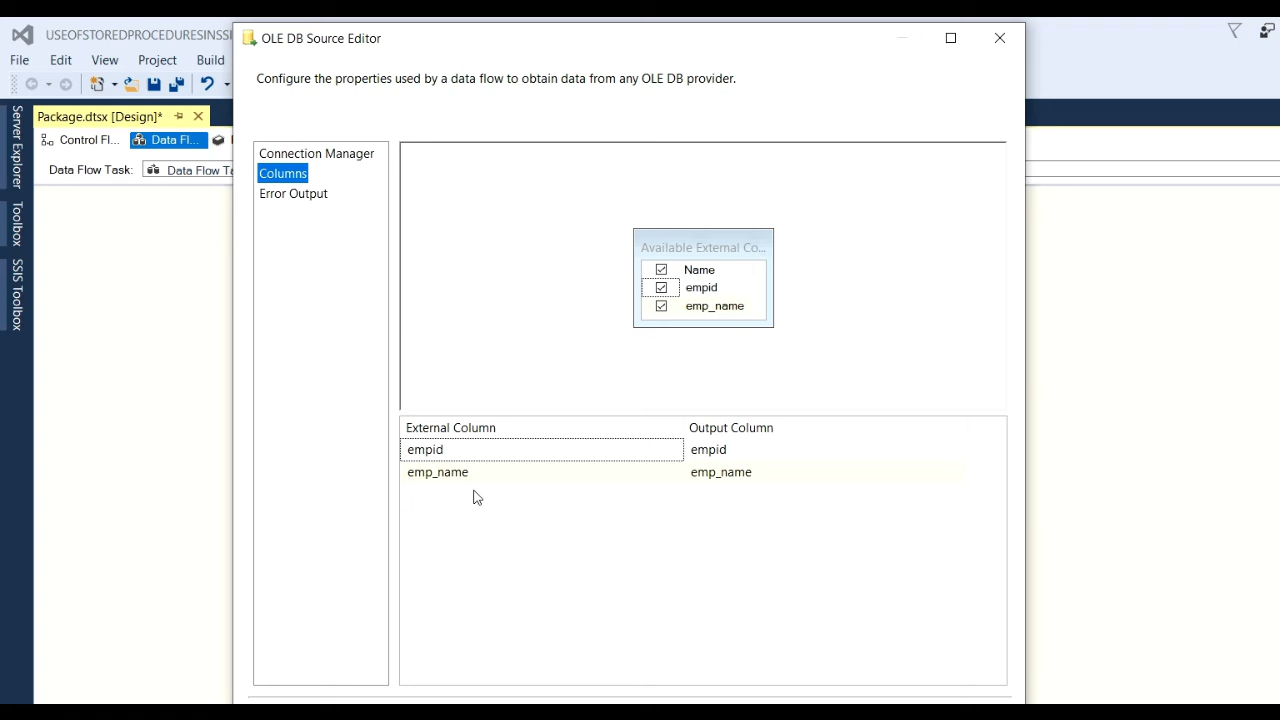 USEOFSTOREDPROCEDURESINSSI
OLE DB Source Editor
File Edit View Project Build
Configure the properties used by a data flow to obtain data from any OLE DB provider.
Package.dtsx [Design]*
Control Fl... Data Fl...
Data Flow Task: Data Flow Ta
Server Explorer
Toolbox
SSIS Toolbox
Connection Manager
Columns
Error Output
Available External Co...
Name
empid
emp_name
External Column Output Column
empid empid
emp_name emp_name